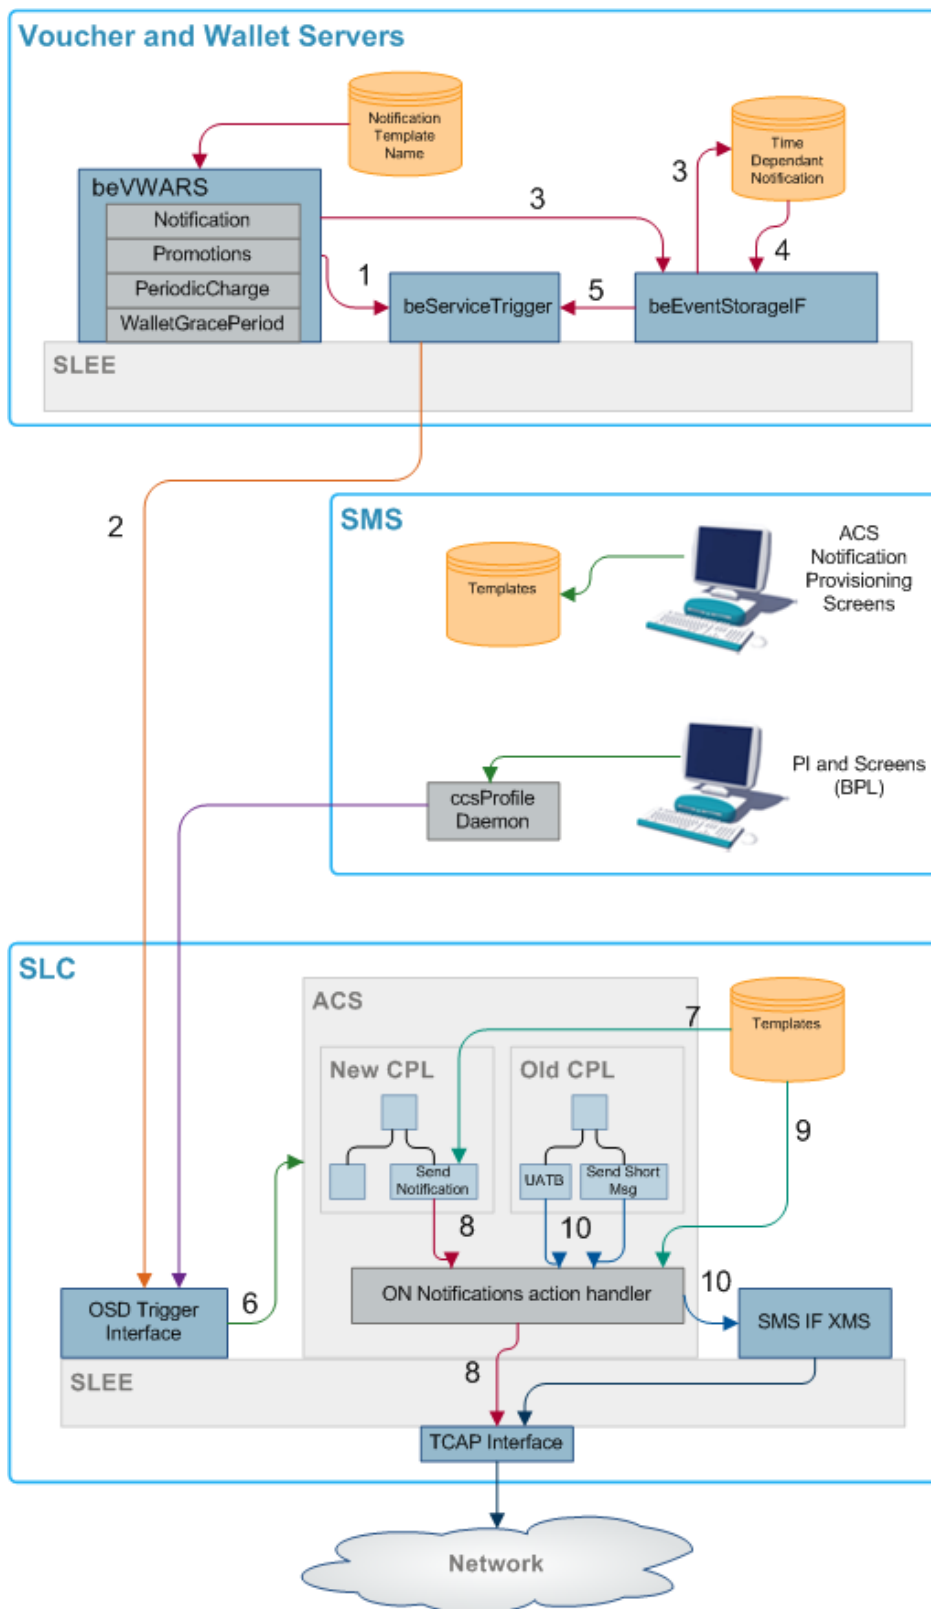 Voucher and Wallet Servers
Notification
Template
Name
Time
Dependant
Notification
beVWARS
Notification
Promotions
PeriodicCharge
WalletGracePeriod
3
3
4
1
beServiceTrigger
5
beEventStorageIF
SLEE
2
SMS
Templates
ACS
Notification
Provisioning
Screens
ccsProfile
Daemon
PI and Screens
(BPL)
SLC
ACS
7
Templates
New CPL
Old CPL
Send
Notification
UATB
Send Short
Msg
9
8
10
6
OSD Trigger
Interface
ON Notifications action handler
10
SMS IF XMS
8
SLEE
TCAP Interface
Network